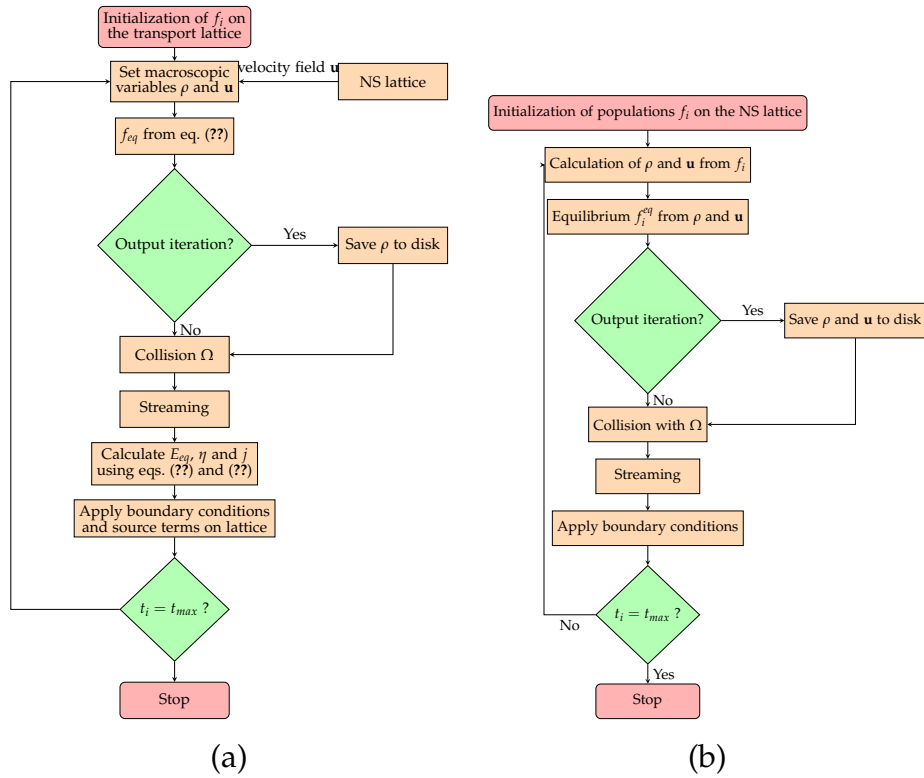 Initialization of f_i on
the transport lattice
velocity field u
Set macroscopic
variables ρ and u
NS lattice
f_eq from eq. (??)
Output iteration?
Yes
Save ρ to disk
No
Collision Ω
Streaming
Calculate E_eq, η and j
using eqs. (??) and (??)
Apply boundary conditions
and source terms on lattice
t_i = t_max ?
Stop
(a)
Initialization of populations f_i on the NS lattice
Calculation of ρ and u from f_i
Equilibrium f_i^eq from ρ and u
Output iteration?
Yes
Save ρ and u to disk
No
Collision with Ω
Streaming
Apply boundary conditions
t_i = t_max ?
No
Yes
Stop
(b)